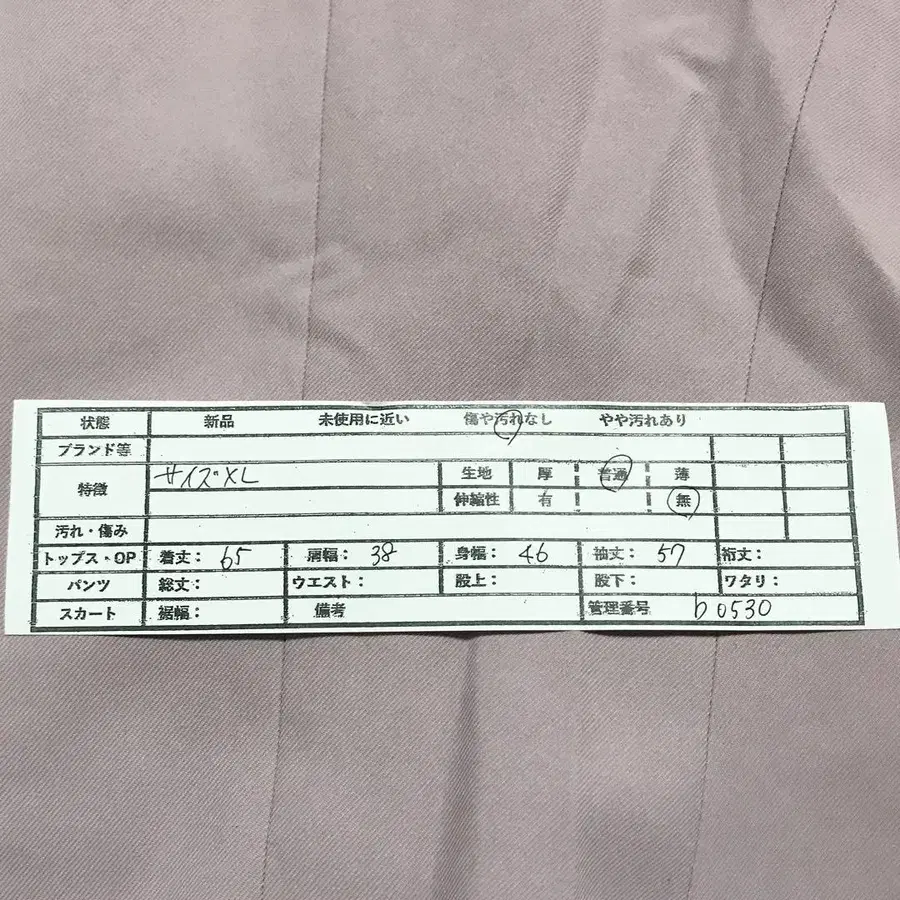 状態 新品 未使用に近い 傷や汚れなし やや汚れあり
ブランド等
特徴 サイズXL 生地 厚 普通 薄
伸縮性 有 無
汚れ・傷み
トップス・OP 着丈: 65 肩幅: 38 身幅: 46 袖丈: 57 裄丈:
パンツ 総丈: ウエスト: 股上: 股下: ワタリ:
スカート 裾幅: 備考 管理番号 b0530